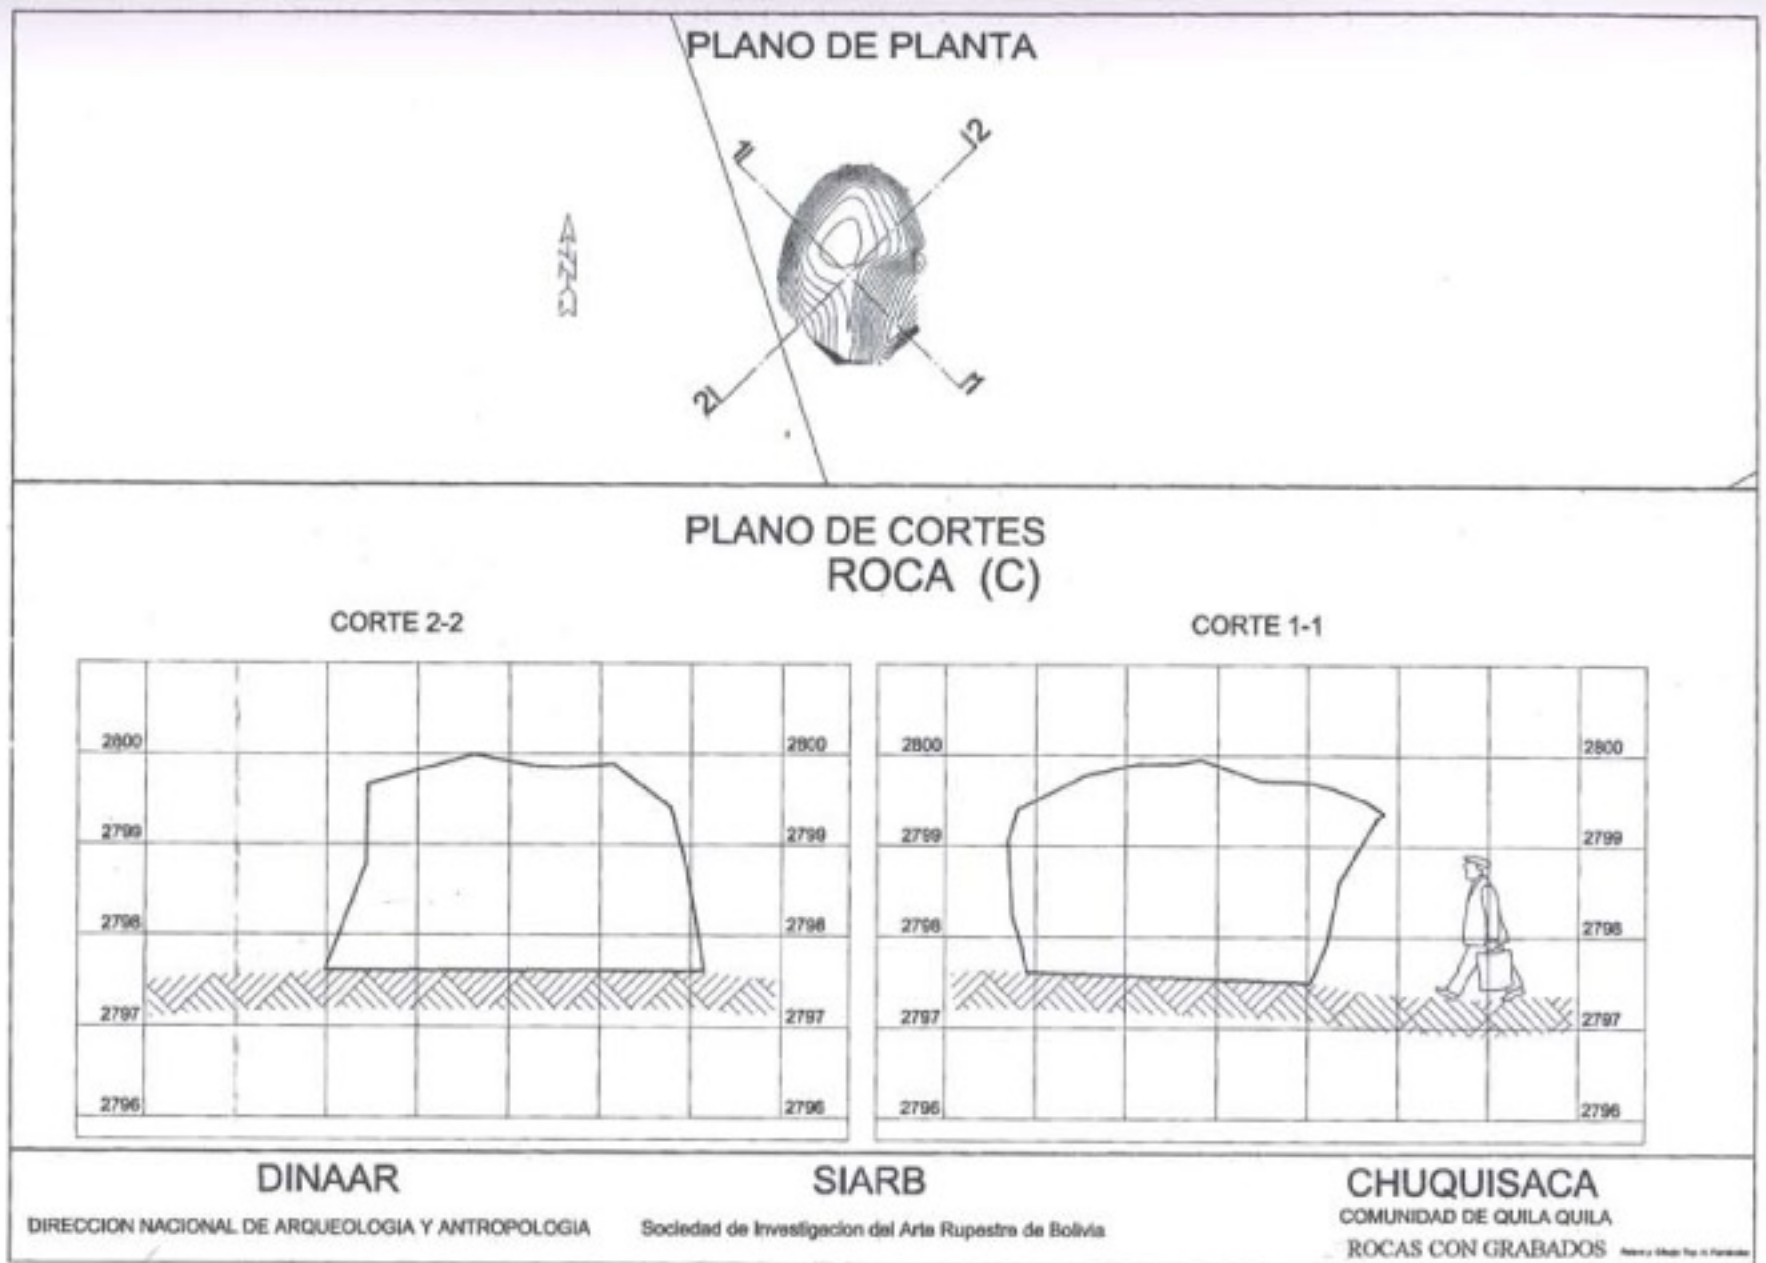 PLANO DE PLANTA
1
2
N
2
1
PLANO DE CORTES
ROCA (C)
CORTE 2-2
CORTE 1-1
2800
2800
2800
2800
2799
2799
2799
2799
2798
2798
2798
2798
2797
2797
2797
2797
2796
2796
2796
2796
DINAAR
SIARB
CHUQUISACA
DIRECCION NACIONAL DE ARQUEOLOGIA Y ANTROPOLOGIA
Sociedad de Investigacion del Arte Rupestre de Bolivia
COMUNIDAD DE QUILA QUILA
ROCAS CON GRABADOS